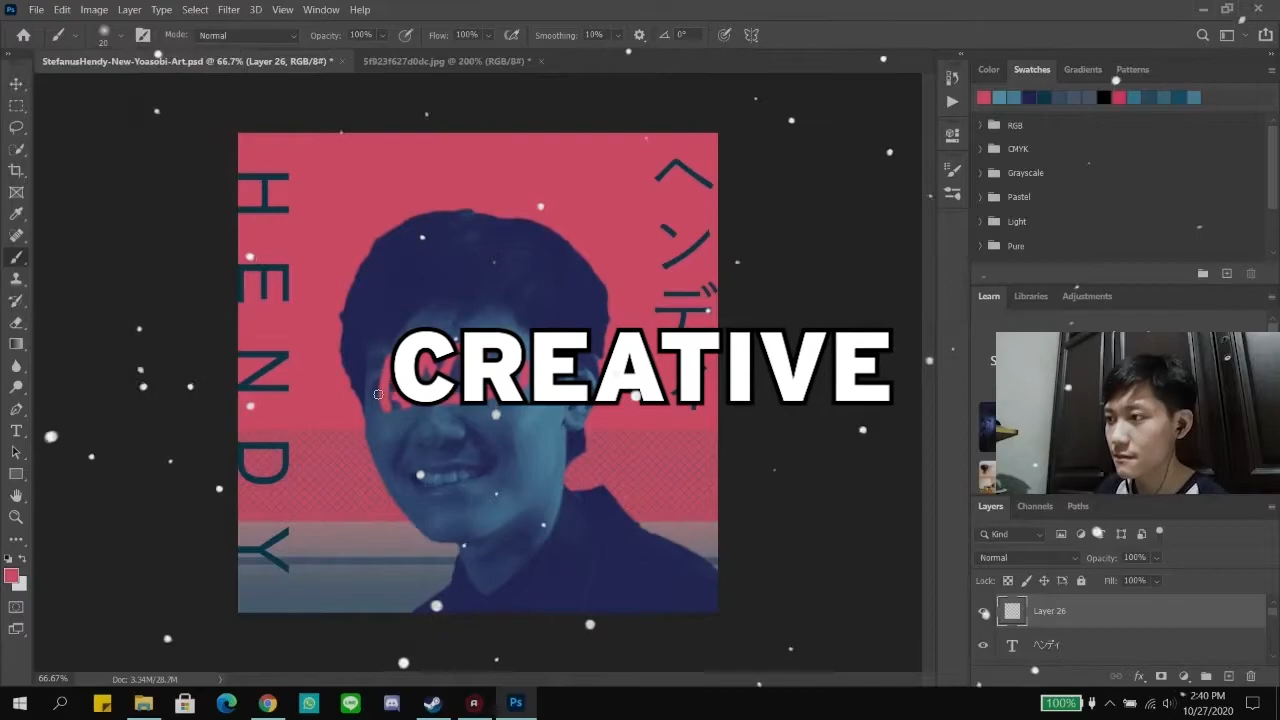 Ps File Edit Image Layer Type Select Filter 3D View Window Help
20 Mode: Normal Opacity: 100% Flow: 100% Smoothing: 10% 0°
StefanusHendy-New-Yoasobi-Art.psd @ 66.7% (Layer 26, RGB/8#) * × 5f923f627d0dc.jpg @ 200% (RGB/8#) * ×
Color Swatches Gradients Patterns
RGB
CMYK
Grayscale
Pastel
Light
Pure
HENDY
ヘンデ
CREATIVE
Learn Libraries Adjustments
Layers Channels Paths
Kind
Normal Opacity: 100%
Lock: Fill: 100%
Layer 26
T ヘンディ
66.67% Doc: 3.34M/28.7M
Ps 100% 2:40 PM
10/27/2020